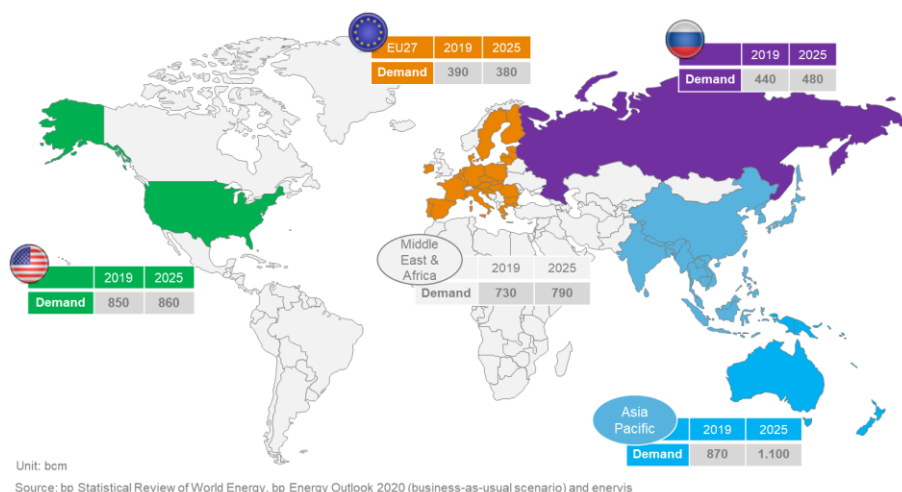 EU27 2019 2025
Demand 390 380
2019 2025
Demand 440 480
Middle
East &
Africa
2019 2025
Demand 730 790
2019 2025
Demand 850 860
Asia
Pacific
2019 2025
Demand 870 1.100
Unit: bcm
Source: bp Statistical Review of World Energy, bp Energy Outlook 2020 (business-as-usual scenario) and enervis